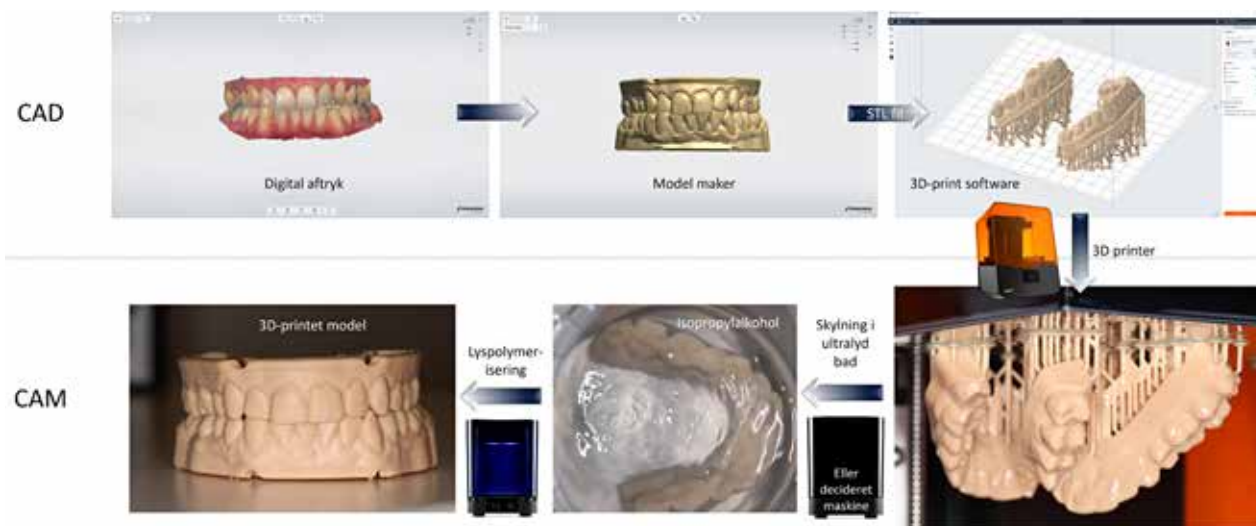 CAD
Digital aftryk
Model maker
STL fil
3D-print software
3D printer
CAM
3D-printet model
Lyspolymer-
isering
Isopropylalkohol
Skylning i
ultralyd
bad
Eller
decideret
maskine